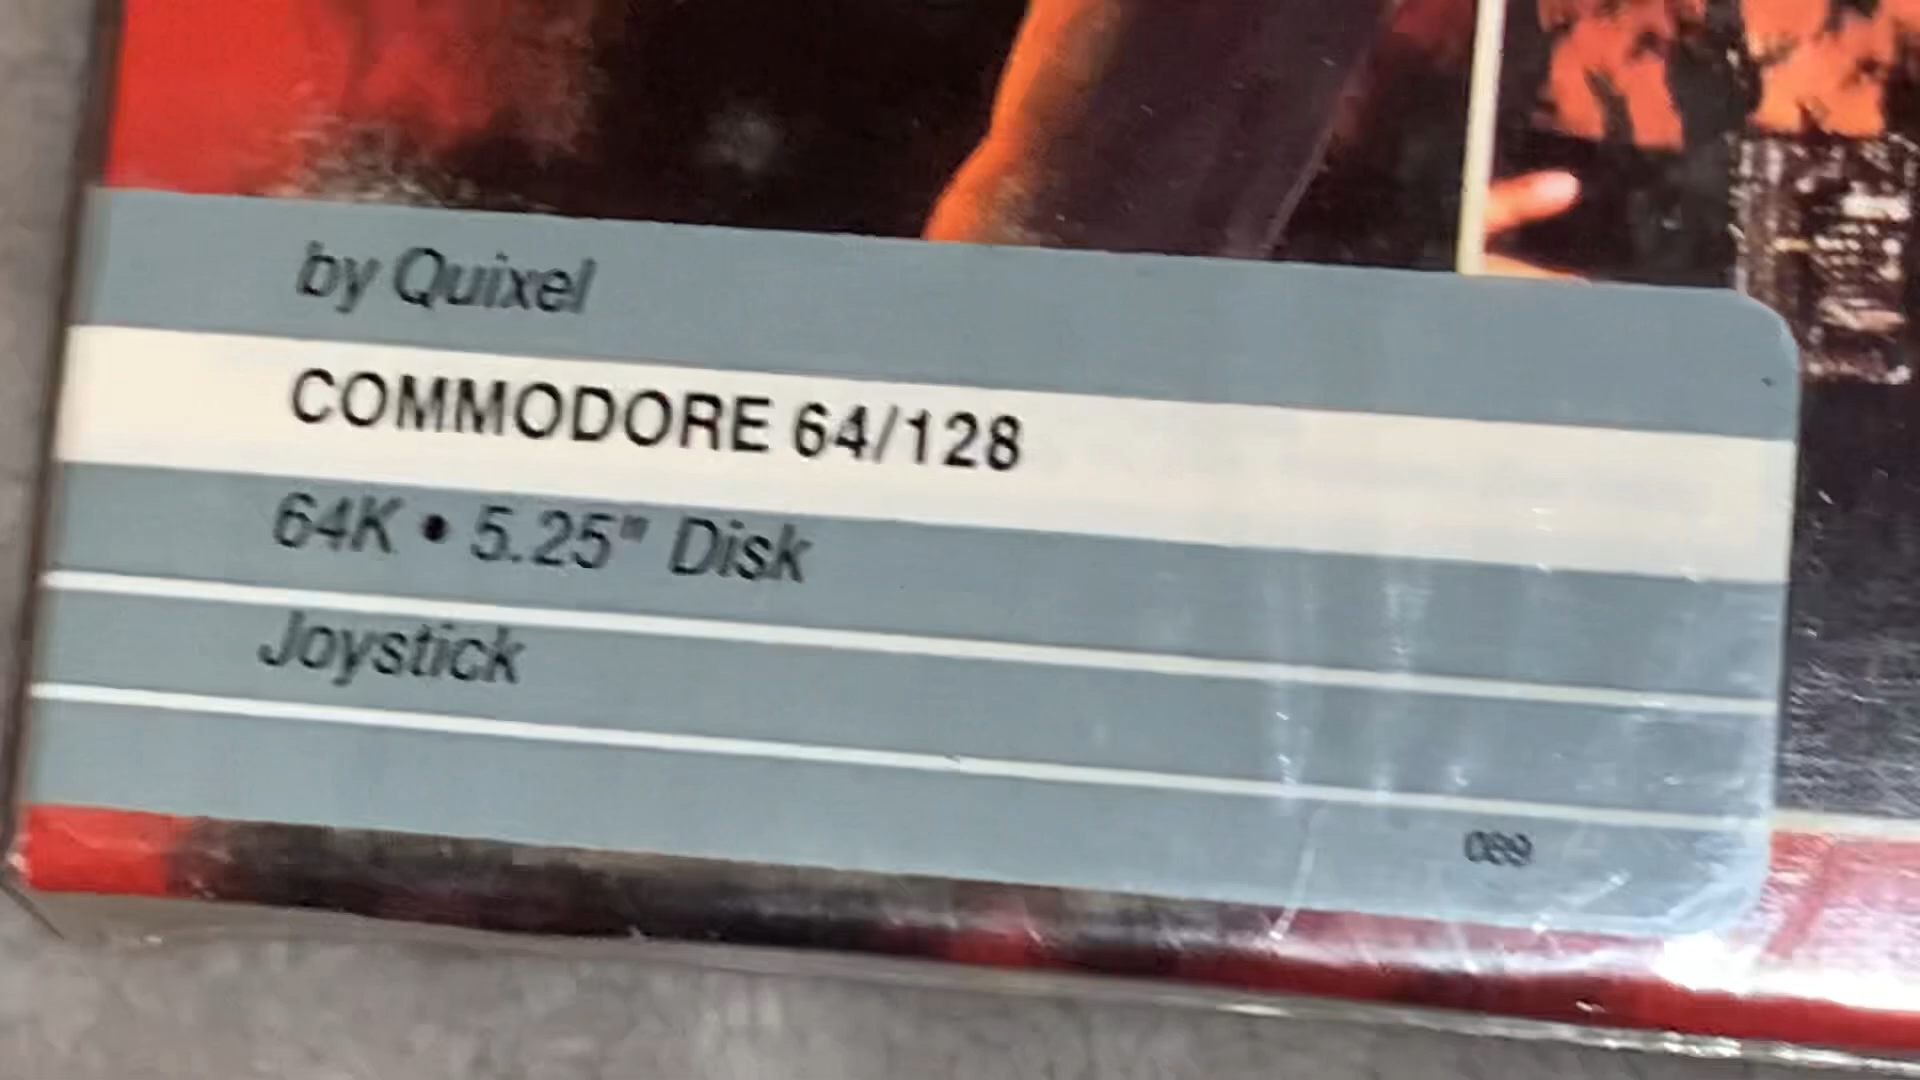 by Quixel
COMMODORE 64/128
64K • 5.25" Disk
Joystick
089